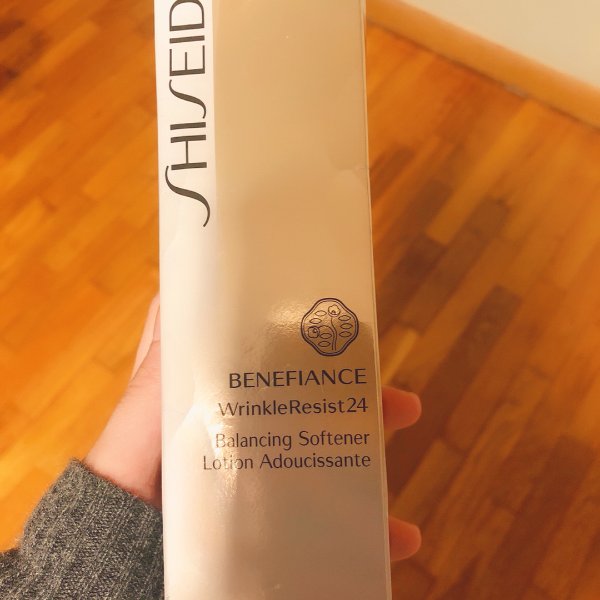 SHISEID
BENEFIANCE
WrinkleResist24
Balancing Softener
Lotion Adoucissante